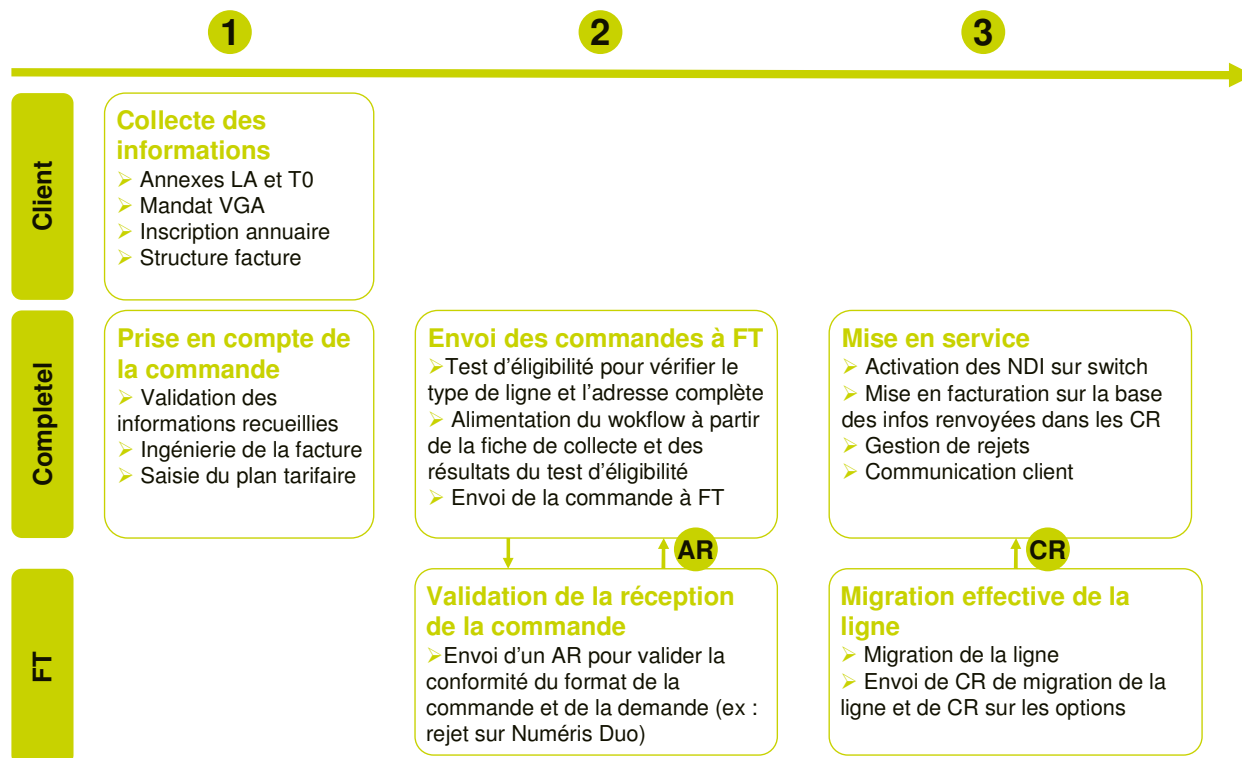 1
2
3
Client
Collecte des
informations
➢ Annexes LA et T0
➢ Mandat VGA
➢ Inscription annuaire
➢ Structure facture
Completel
Prise en compte de
la commande
➢ Validation des
informations recueillies
➢ Ingénierie de la facture
➢ Saisie du plan tarifaire
Envoi des commandes à FT
➢Test d'éligibilité pour vérifier le
type de ligne et l'adresse complète
➢ Alimentation du wokflow à partir
de la fiche de collecte et des
résultats du test d'éligibilité
➢ Envoi de la commande à FT
Mise en service
➢ Activation des NDI sur switch
➢ Mise en facturation sur la base
des infos renvoyées dans les CR
➢ Gestion de rejets
➢ Communication client
AR
CR
FT
Validation de la réception
de la commande
➢Envoi d'un AR pour valider la
conformité du format de la
commande et de la demande (ex :
rejet sur Numéris Duo)
Migration effective de la
ligne
➢ Migration de la ligne
➢ Envoi de CR de migration de la
ligne et de CR sur les options